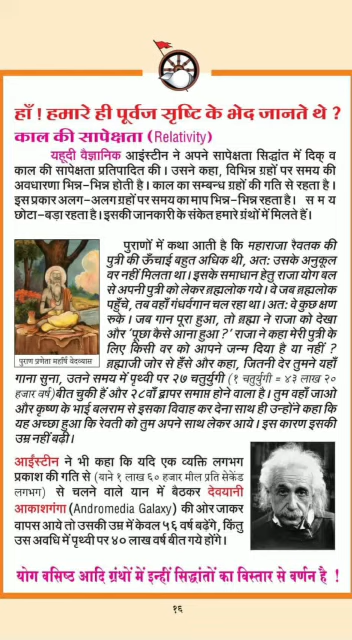 हाँ ! हमारे ही पूर्वज सृष्टि के भेद जानते थे ?
काल की सापेक्षता (Relativity)
यहूदी वैज्ञानिक आइंस्टीन ने अपने सापेक्षता सिद्धांत में दिक् व
काल की सापेक्षता प्रतिपादित की। उसने कहा, विभिन्न ग्रहों पर समय की
अवधारणा भिन्न-भिन्न होती है। काल का सम्बन्ध ग्रहों की गति से रहता है।
इस प्रकार अलग-अलग ग्रहों पर समय का माप भिन्न-भिन्न रहता है। स म य
छोटा-बड़ा रहता है। इसकी जानकारी के संकेत हमारे ग्रंथों में मिलते हैं।
पुराणों में कथा आती है कि महाराजा रैवतक की
पुत्री की ऊँचाई बहुत अधिक थी, अतः उसके अनुकूल
वर नहीं मिलता था। इसके समाधान हेतु राजा योग बल
से अपनी पुत्री को लेकर ब्रह्मलोक गये। वे जब ब्रह्मलोक
पहुँचे, तब वहाँ गंधर्वगान चल रहा था। अतः वे कुछ क्षण
रुके। जब गान पूरा हुआ, तो ब्रह्मा ने राजा को देखा
और 'पूछा कैसे आना हुआ ?' राजा ने कहा मेरी पुत्री के
लिए किसी वर को आपने जन्म दिया है या नहीं ?
पुराण प्रणेता महर्षि वेदव्यास
ब्रह्माजी जोर से हँसे और कहा, जितनी देर तुमने यहाँ
गाना सुना, उतने समय में पृथ्वी पर २७ चतुर्युगी (१ चतुर्युगी = ४३ लाख २०
हजार वर्ष) बीत चुकी हैं और २८वाँ द्वापर समाप्त होने वाला है। तुम वहाँ जाओ
और कृष्ण के भाई बलराम से इसका विवाह कर देना साथ ही उन्होंने कहा कि
यह अच्छा हुआ कि रेवती को तुम अपने साथ लेकर आये। इस कारण इसकी
उम्र नहीं बढ़ी।
आईंस्टीन ने भी कहा कि यदि एक व्यक्ति लगभग
प्रकाश की गति से (याने १ लाख ६० हजार मील प्रति सेकेंड
लगभग) से चलने वाले यान में बैठकर देवयानी
आकाशगंगा (Andromedia Galaxy) की ओर जाकर
वापस आये तो उसकी उम्र में केवल ५६ वर्ष बढ़ेंगे, किंतु
उस अवधि में पृथ्वी पर ४० लाख वर्ष बीत गये होंगे।
योग वसिष्ठ आदि ग्रंथों में इन्हीं सिद्धांतों का विस्तार से वर्णन है !
१६